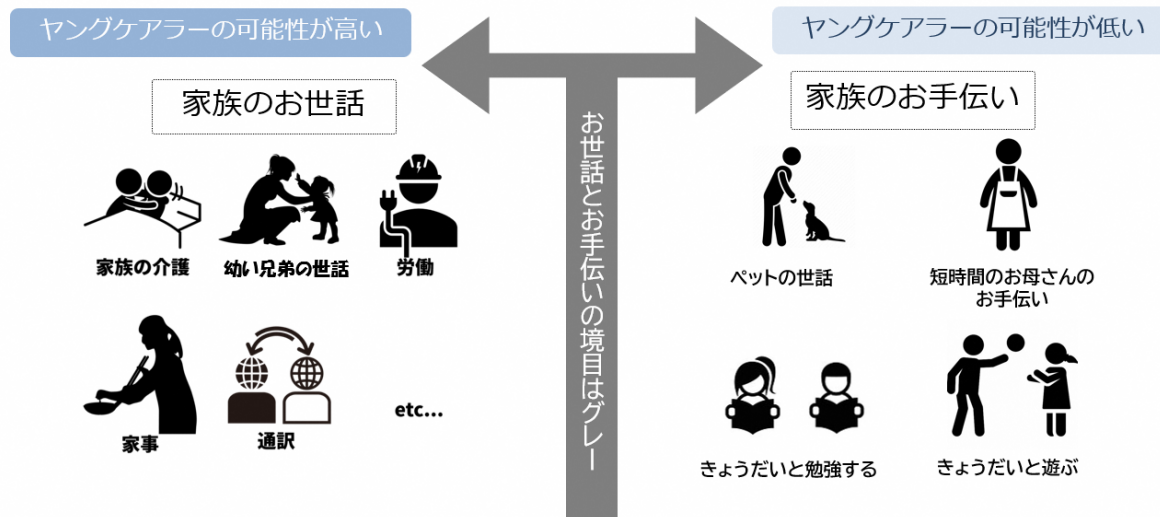 ヤングケアラーの可能性が高い
ヤングケアラーの可能性が低い
家族のお世話
家族のお手伝い
お世話とお手伝いの境目はグレー
家族の介護
幼い兄弟の世話
労働
家事
通訳
etc...
ペットの世話
短時間のお母さんの
お手伝い
きょうだいと勉強する
きょうだいと遊ぶ